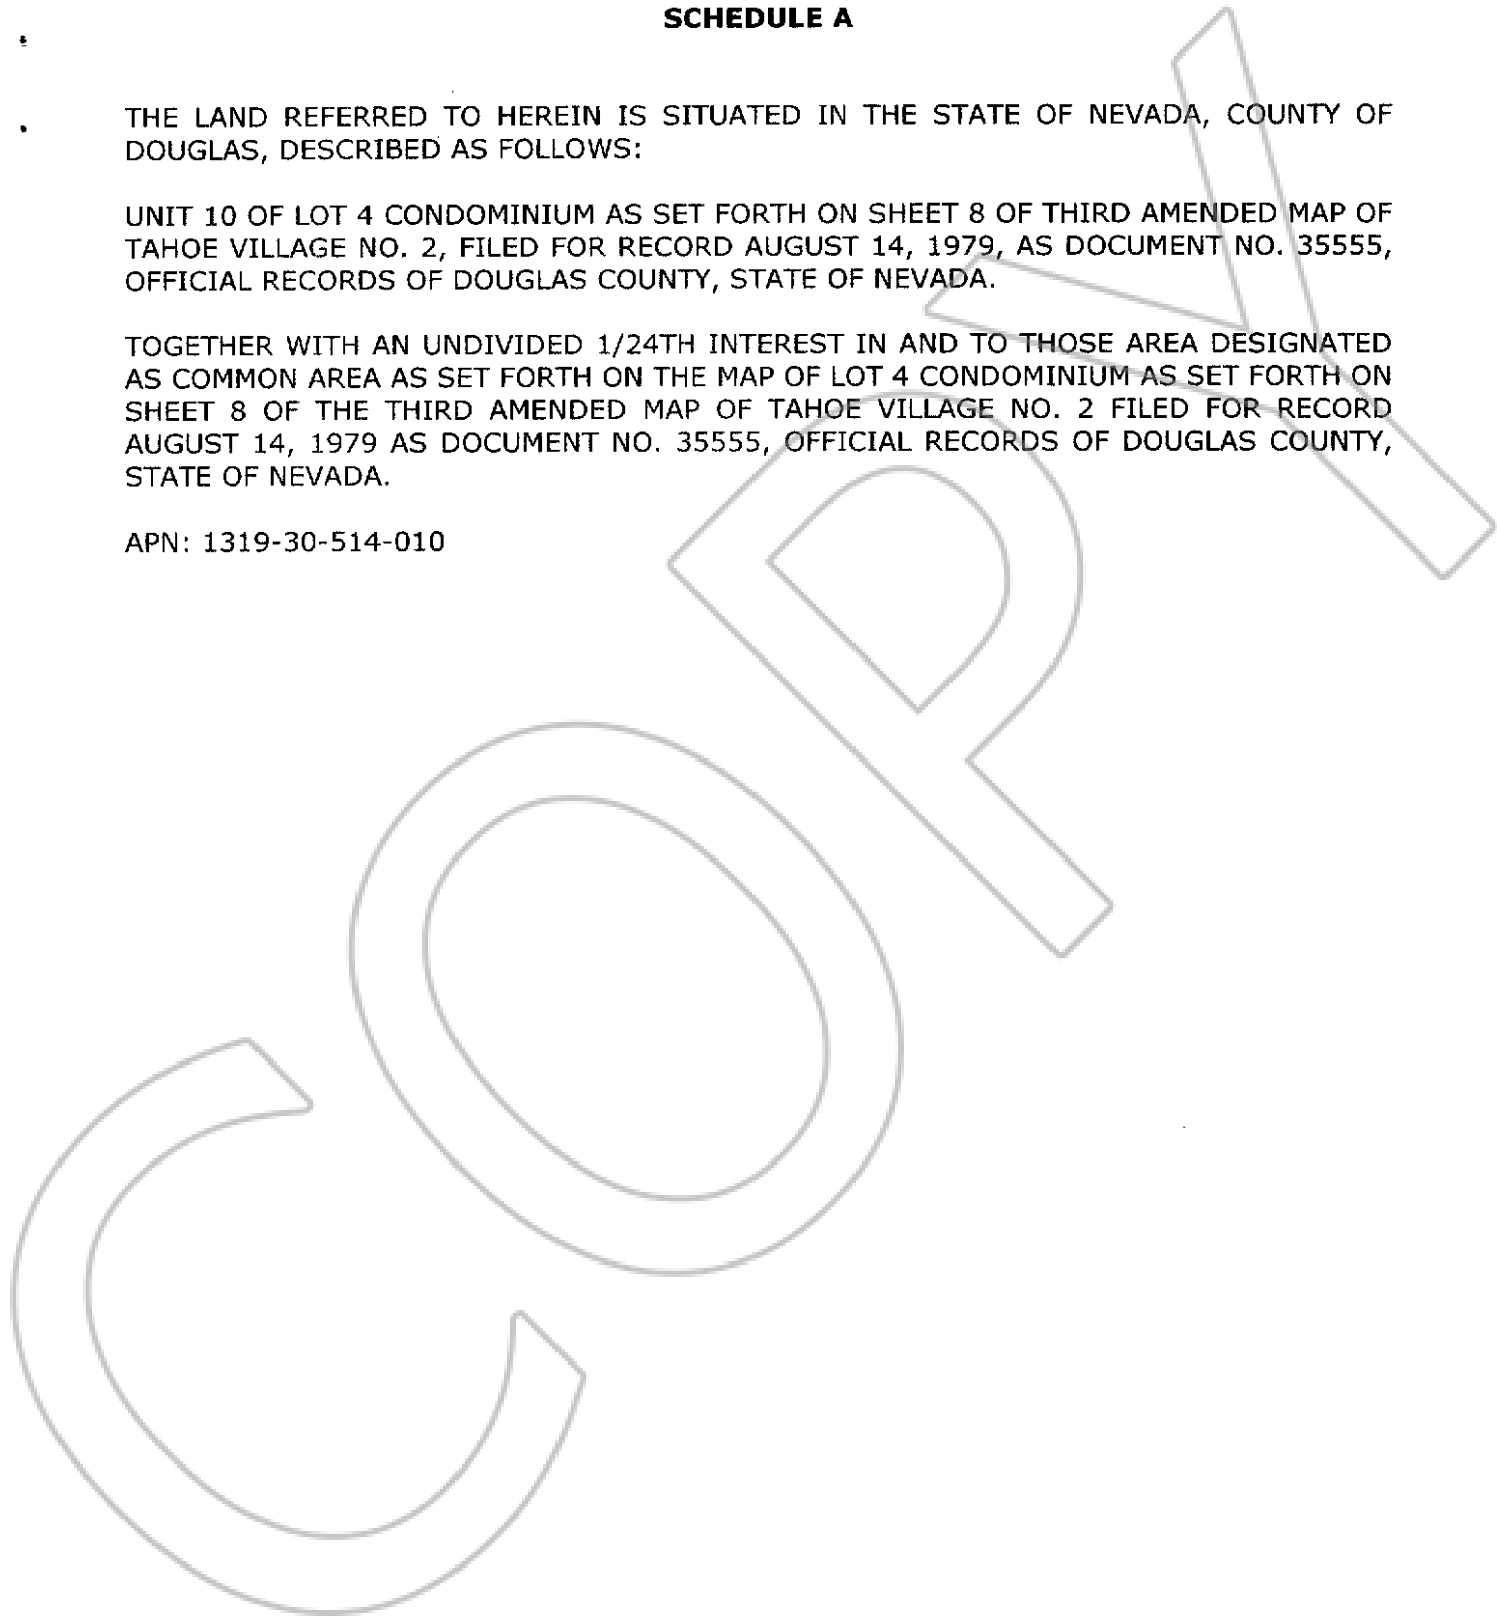 SCHEDULE A
THE LAND REFERRED TO HEREIN IS SITUATED IN THE STATE OF NEVADA, COUNTY OF
DOUGLAS, DESCRIBED AS FOLLOWS:
UNIT 10 OF LOT 4 CONDOMINIUM AS SET FORTH ON SHEET 8 OF THIRD AMENDED MAP OF
TAHOE VILLAGE NO. 2, FILED FOR RECORD AUGUST 14, 1979, AS DOCUMENT NO. 35555,
OFFICIAL RECORDS OF DOUGLAS COUNTY, STATE OF NEVADA.
TOGETHER WITH AN UNDIVIDED 1/24TH INTEREST IN AND TO THOSE AREA DESIGNATED
AS COMMON AREA AS SET FORTH ON THE MAP OF LOT 4 CONDOMINIUM AS SET FORTH ON
SHEET 8 OF THE THIRD AMENDED MAP OF TAHOE VILLAGE NO. 2 FILED FOR RECORD
AUGUST 14, 1979 AS DOCUMENT NO. 35555, OFFICIAL RECORDS OF DOUGLAS COUNTY,
STATE OF NEVADA.
APN: 1319-30-514-010
COPY